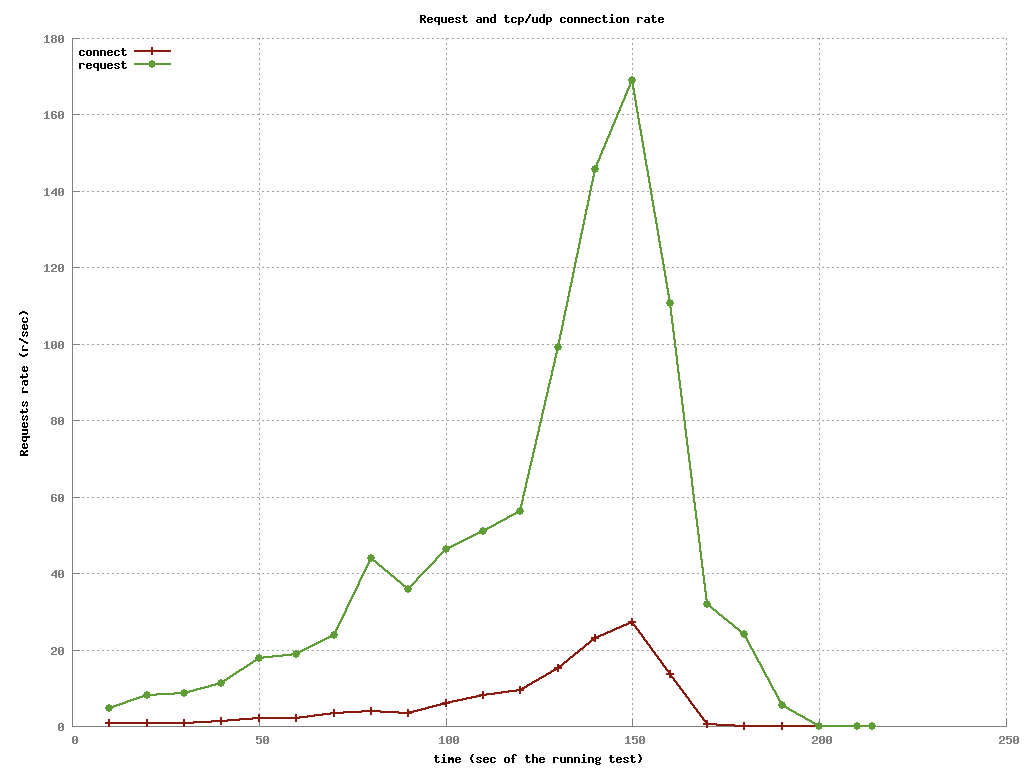 Request and tcp/udp connection rate
connect
request
180
160
140
120
100
80
60
40
20
0
Requests rate (r/sec)
0 50 100 150 200 250
time (sec of the running test)